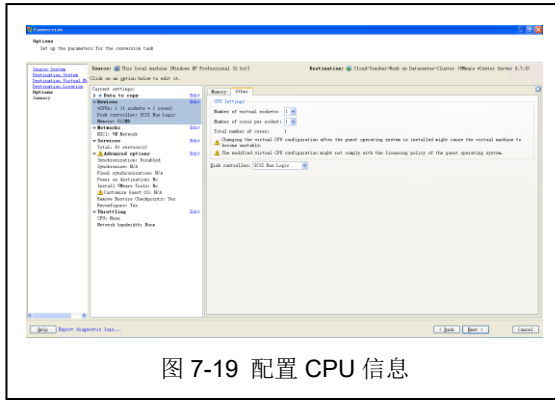 Conversion
Options
Set up the parameters for the conversion task
Source System
Destination System
Destination Virtual M
Destination Location
Options
Summary
Source: This local machine (Windows XP Professional 32 bit)
Destination: Cloud-Teacher-Work on Datacenter-Cluster (VMware vCenter Server 6.7.0)
Click on an option below to edit it.
Current settings:
Data to copy Edit
Devices Edit
vCPUs: 1 (1 sockets * 1 cores)
Disk controller: SCSI Bus Logic
Memory: 512MB
Networks Edit
NIC1: VM Network
Services Edit
Advanced options Edit
Synchronization: Disabled
Synchronize: N/A
Final synchronization: N/A
Power on destination: No
Install VMware Tools: No
Customize Guest OS: N/A
Remove Restore Checkpoints: Yes
Reconfigure: Yes
Throttling Edit
CPU: None
Network bandwidth: None
Memory Other
CPU Settings
Number of virtual sockets: 1
Number of cores per socket: 1
Total number of cores: 1
Changing the virtual CPU configuration after the guest operating system is installed might cause the virtual machine to
become unstable.
The modified virtual CPU configuration might not comply with the licensing policy of the guest operating system.
Disk controller: SCSI Bus Logic
Help Export diagnostic logs... < Back Next > Cancel
图 7-19 配置 CPU 信息